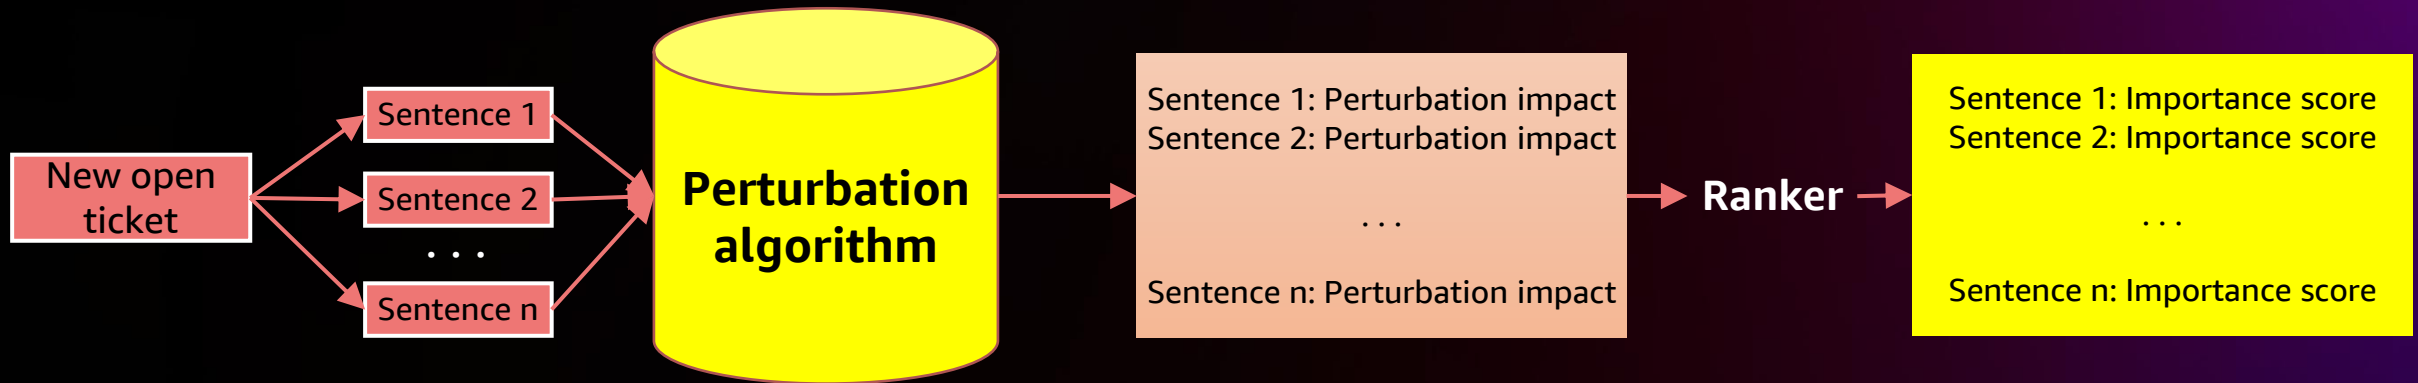 New open
ticket
Sentence 1
Sentence 2
. . .
Sentence n
Perturbation
algorithm
Sentence 1: Perturbation impact
Sentence 2: Perturbation impact
. . .
Sentence n: Perturbation impact
Ranker
Sentence 1: Importance score
Sentence 2: Importance score
. . .
Sentence n: Importance score